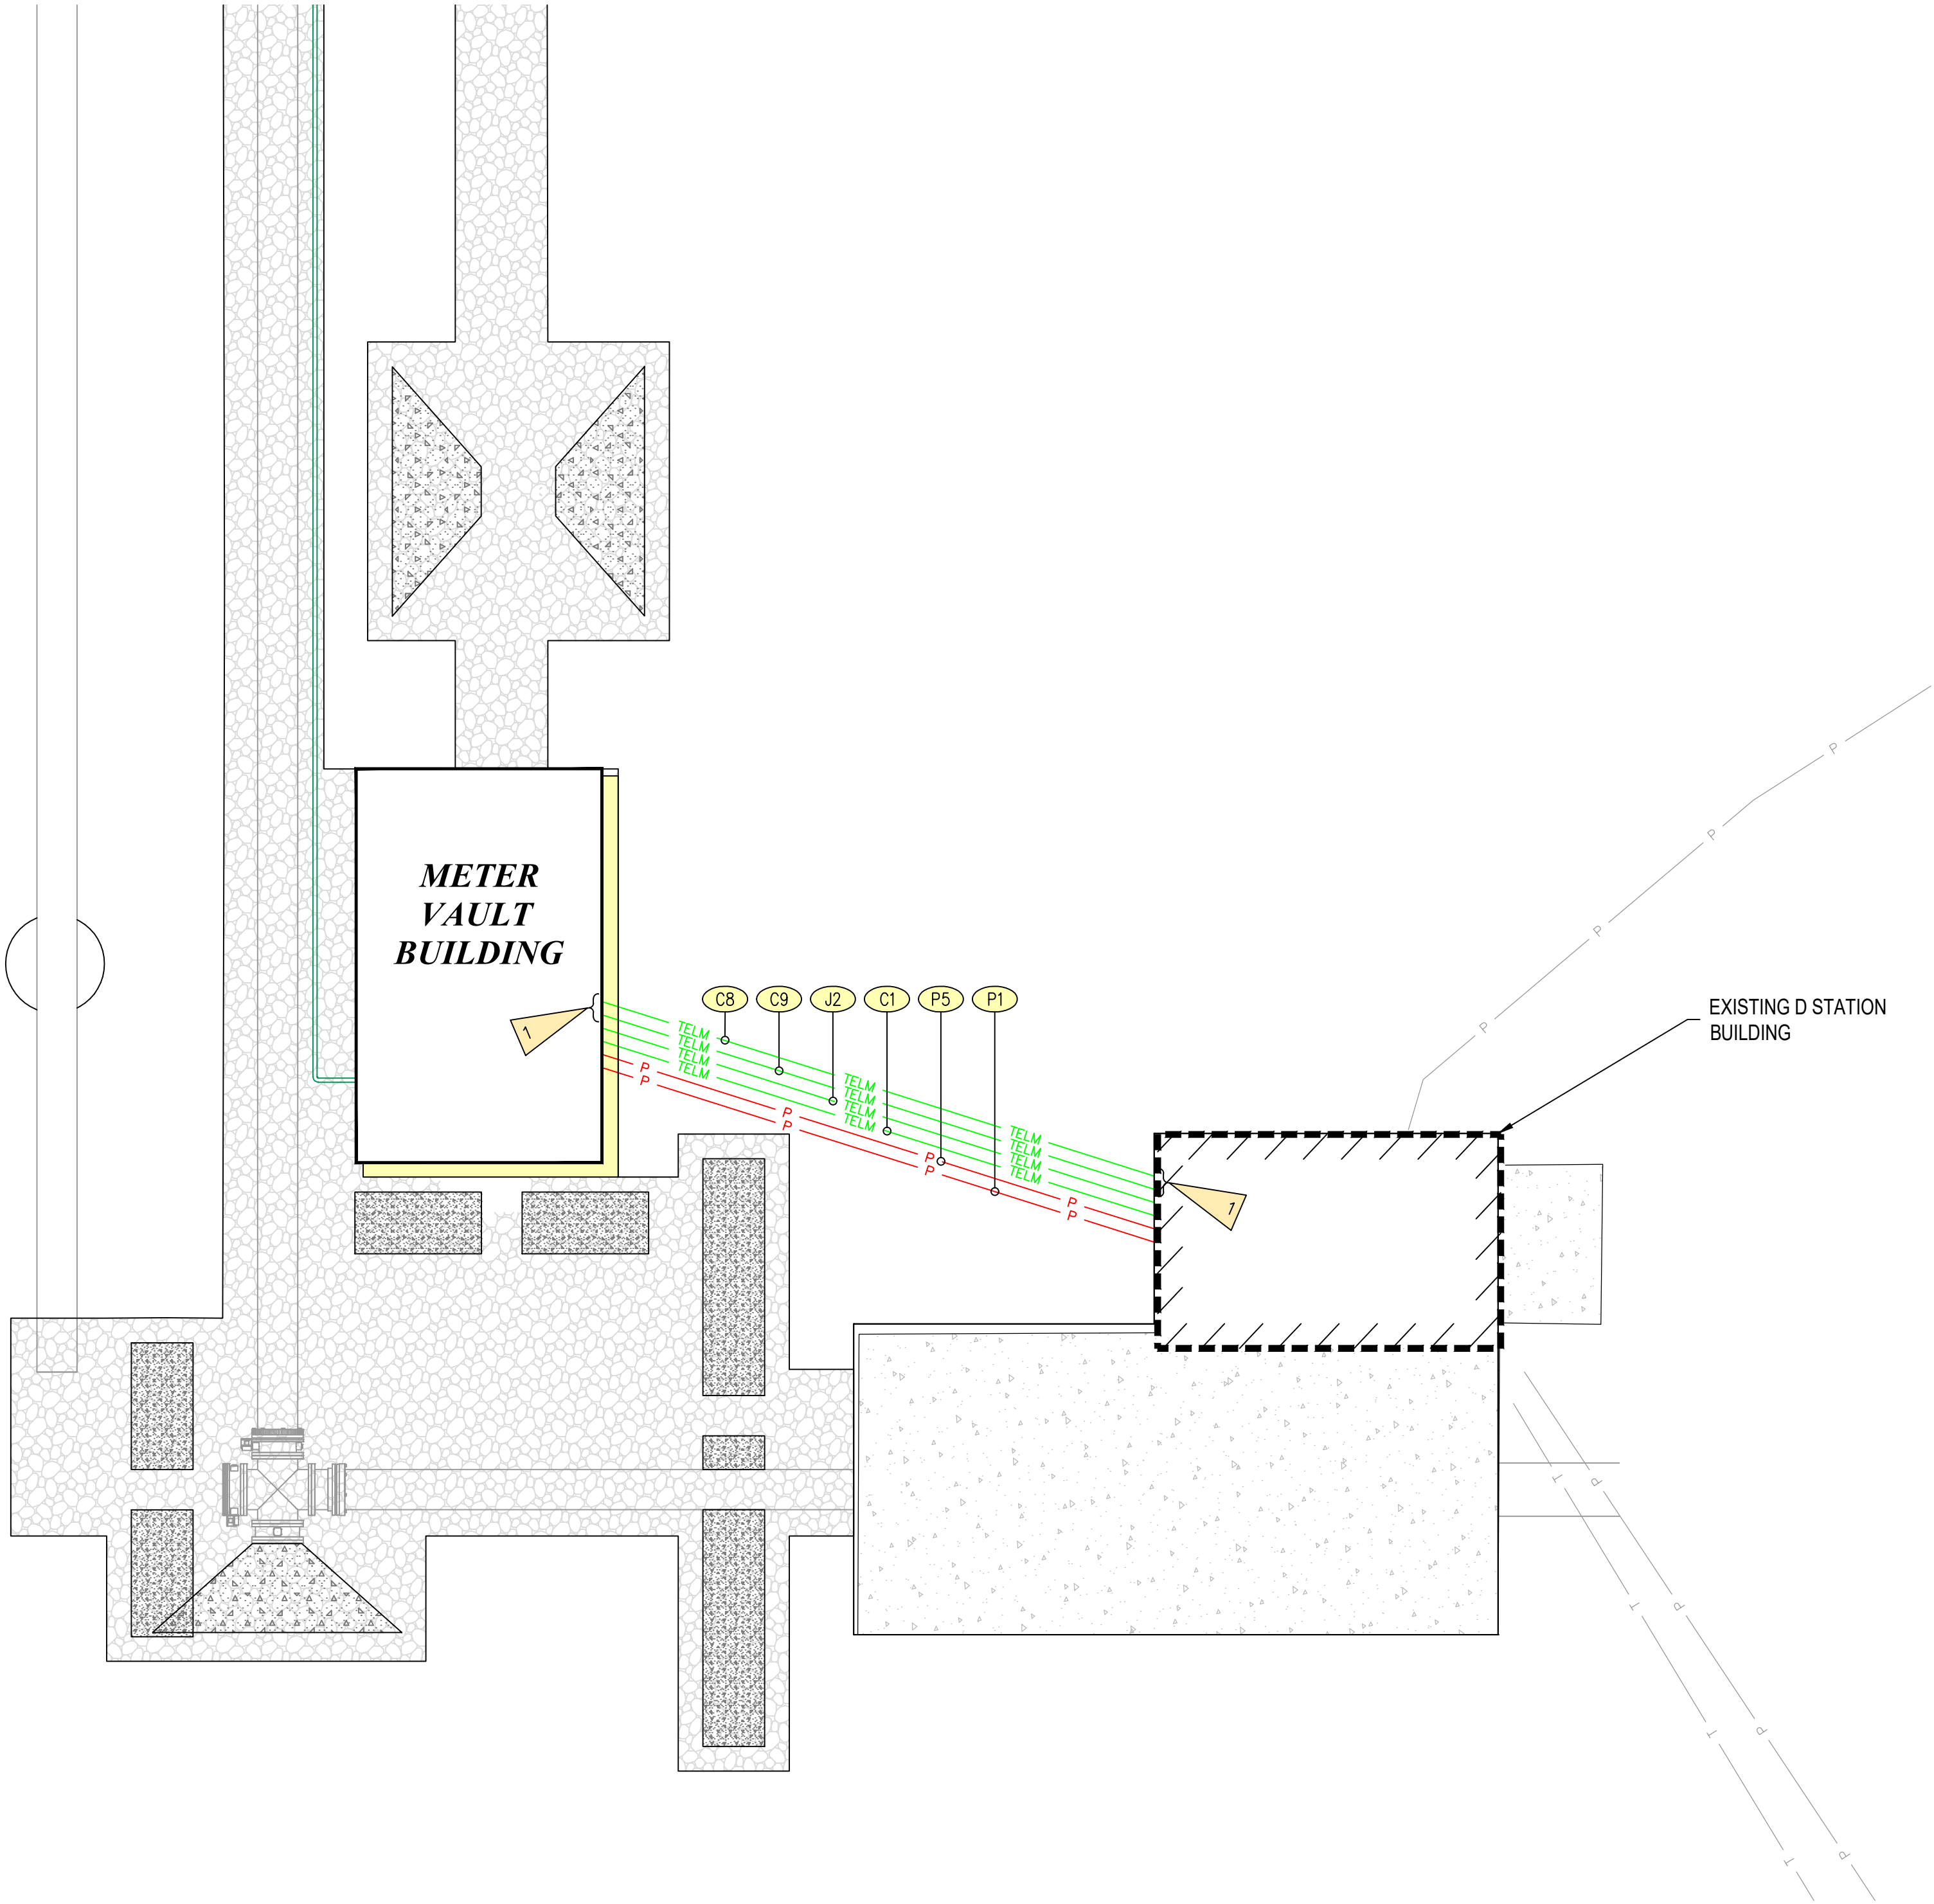 METER
VAULT
BUILDING
C8 C9 J2 C1 P5 P1
EXISTING D STATION
BUILDING
1
1
TELM TELM TELM
TELM TELM TELM
TELM TELM TELM
TELM TELM TELM
P P P P
P P P P
P
P
P
P
T P
T P
T P
T P